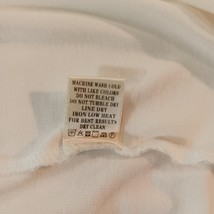 MACHINE WASH COLD
WITH LIKE COLORS
DO NOT BLEACH
DO NOT TUMBLE DRY
LINE DRY
IRON LOW HEAT
FOR BEST RESULTS
DRY CLEAN